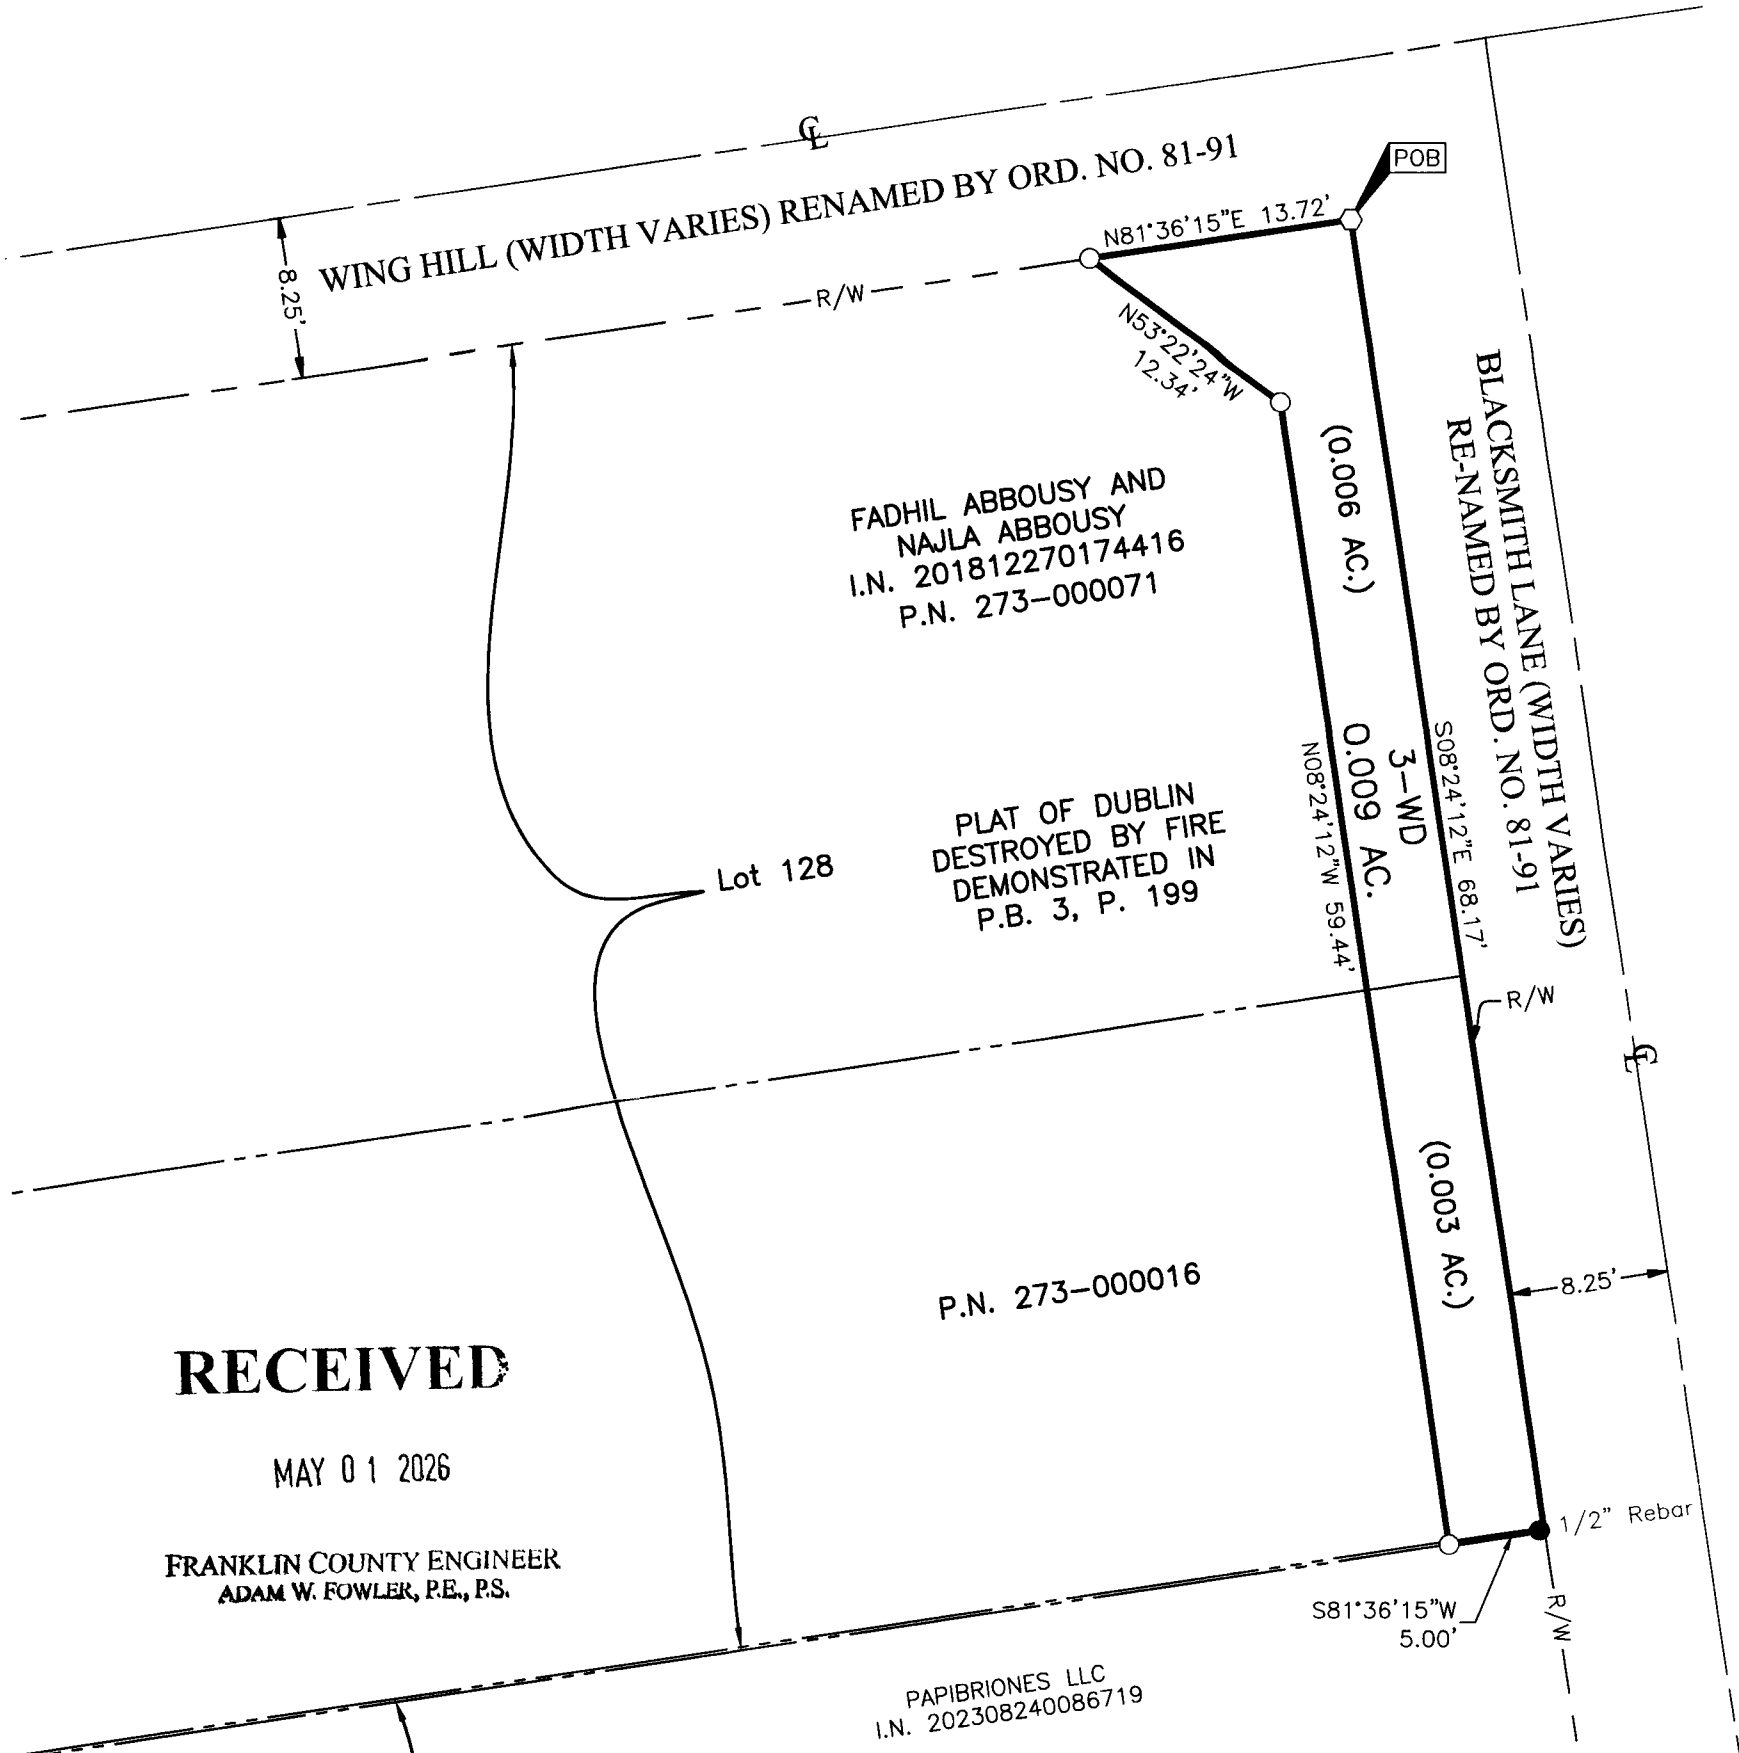 ℄
WING HILL (WIDTH VARIES) RENAMED BY ORD. NO. 81-91
POB
N81°36'15"E 13.72'
8.25'
R/W
N53°22'24"W
12.34'
BLACKSMITH LANE (WIDTH VARIES)
RE-NAMED BY ORD. NO. 81-91
(0.006 AC.)
FADHIL ABBOUSY AND
NAJLA ABBOUSY
I.N. 201812270174416
P.N. 273-000071
3-WD
0.009 AC.
S08°24'12"E 68.17'
N08°24'12"W 59.44'
PLAT OF DUBLIN
DESTROYED BY FIRE
DEMONSTRATED IN
P.B. 3, P. 199
Lot 128
R/W
℄
(0.003 AC.)
P.N. 273-000016
8.25'
RECEIVED
MAY 01 2026
FRANKLIN COUNTY ENGINEER
ADAM W. FOWLER, P.E., P.S.
1/2" Rebar
S81°36'15"W
5.00'
R/W
PAPIBRIONES LLC
I.N. 202308240086719